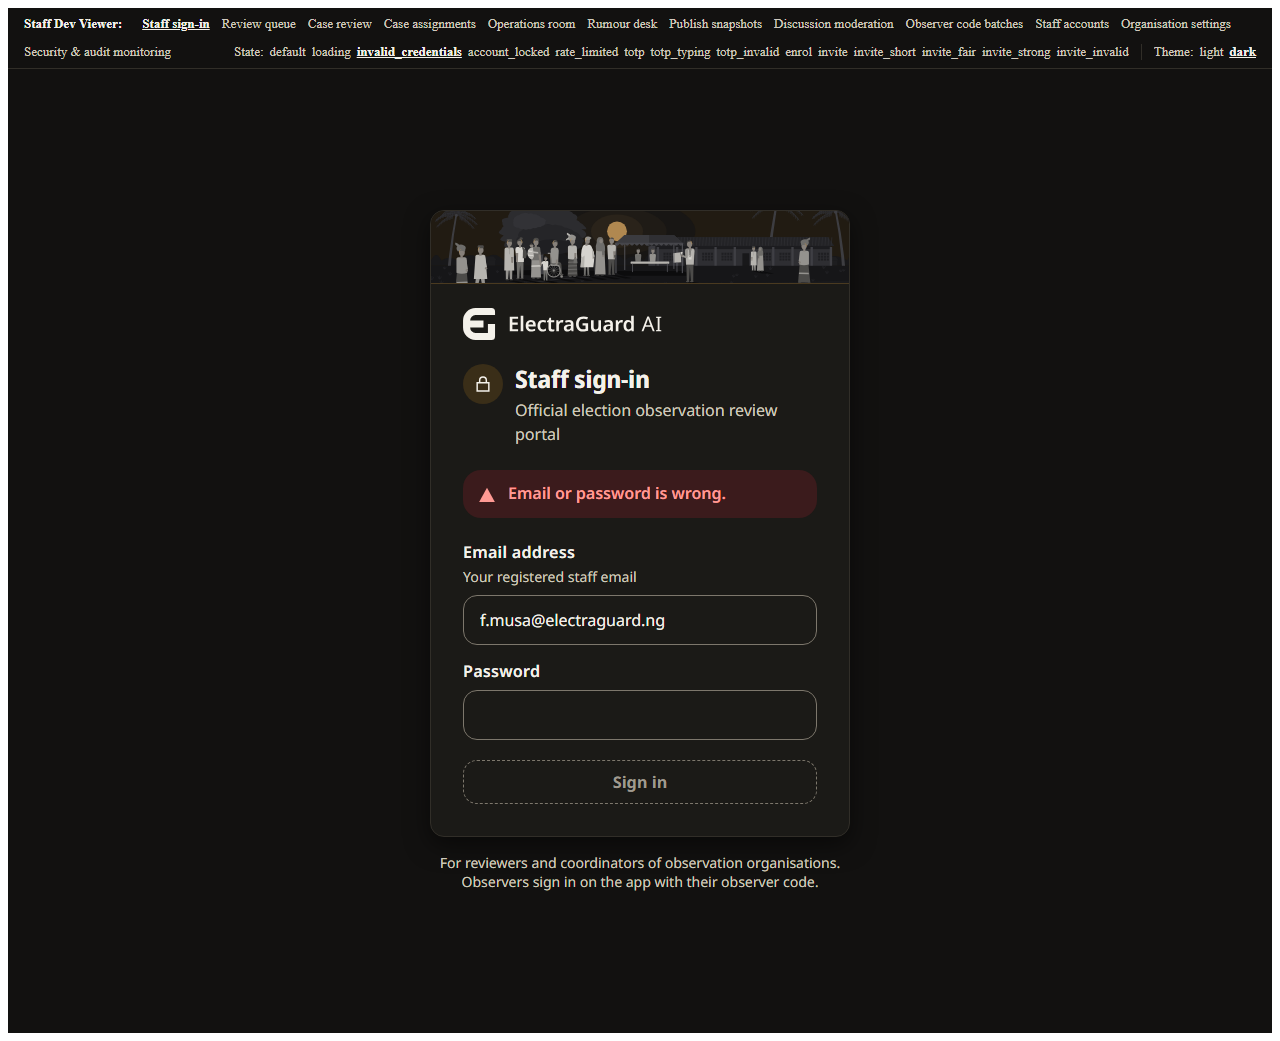 Staff Dev Viewer: Staff sign-in Review queue Case review Case assignments Operations room Rumour desk Publish snapshots Discussion moderation Observer code batches Staff accounts Organisation settings
Security & audit monitoring State: default loading invalid_credentials account_locked rate_limited totp totp_typing totp_invalid enrol invite invite_short invite_fair invite_strong invite_invalid Theme: light dark
ElectraGuard AI
Staff sign-in
Official election observation review
portal
Email or password is wrong.
Email address
Your registered staff email
f.musa@electraguard.ng
Password
Sign in
For reviewers and coordinators of observation organisations.
Observers sign in on the app with their observer code.